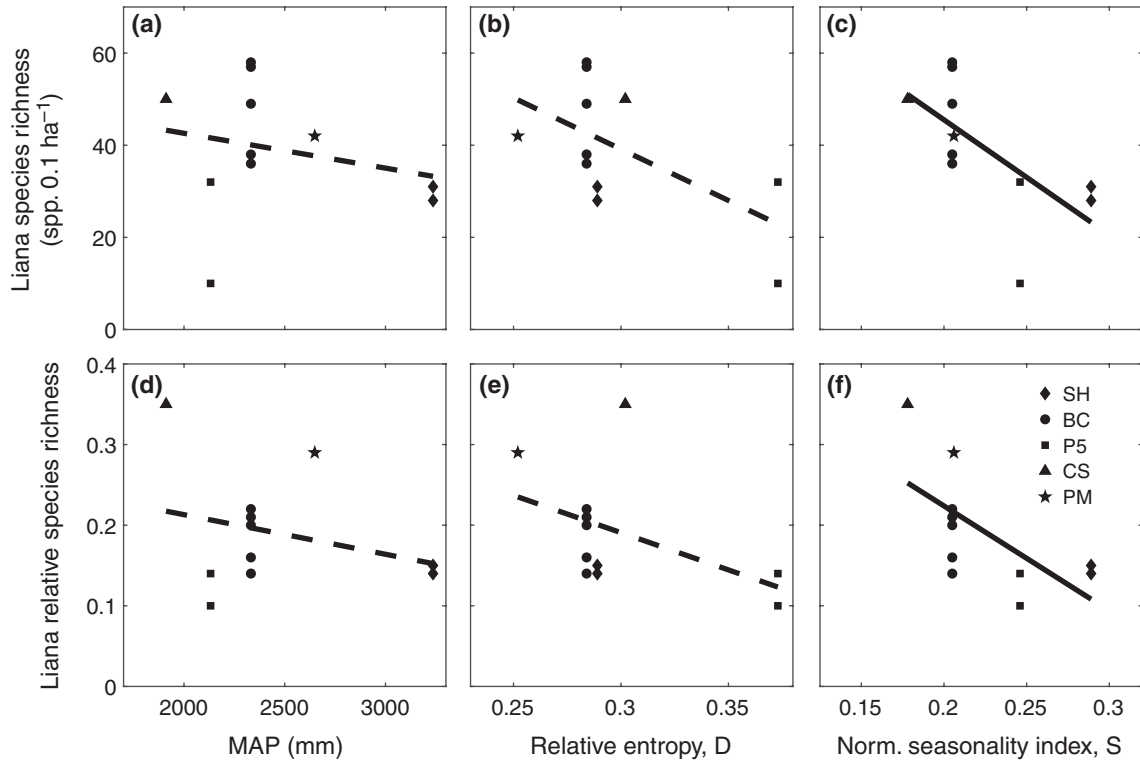 (a)
(b)
(c)
Liana species richness
(spp. 0.1 ha⁻¹)
60
40
20
0
(d)
(e)
(f)
Liana relative species richness
0.4
0.3
0.2
0.1
0
SH
BC
P5
CS
PM
2000 2500 3000
0.25 0.3 0.35
0.15 0.2 0.25 0.3
MAP (mm)
Relative entropy, D
Norm. seasonality index, S